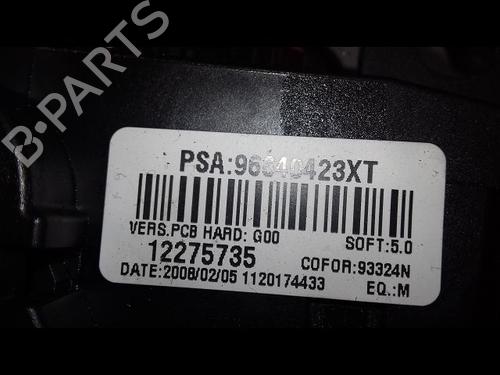 B-PARTS
PSA:96640423XT
VERS.PCB HARD: G00 SOFT:5.0
12275735 COFOR:93324N
DATE:2008/02/05 1120174433 EQ.:M